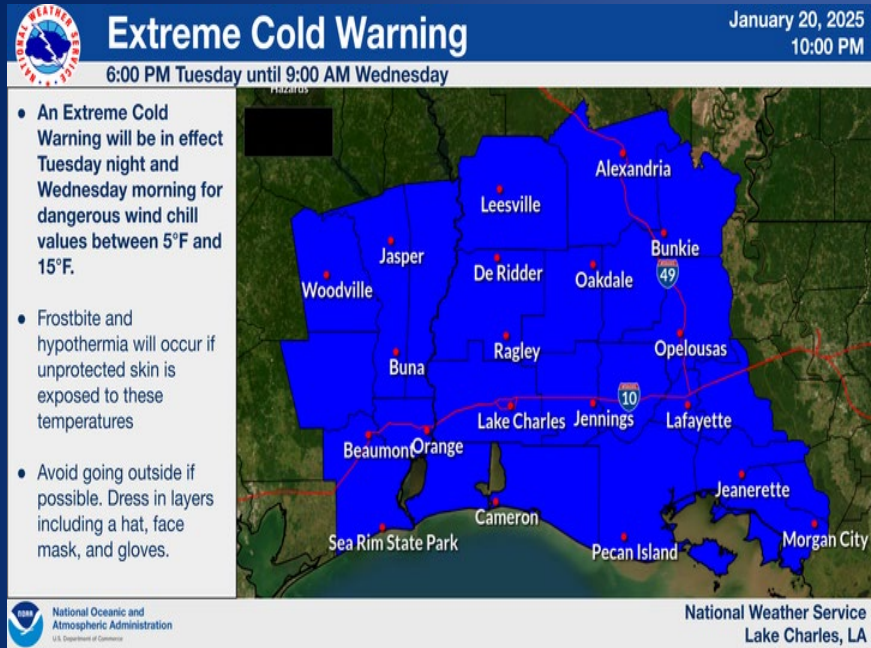 NATIONAL WEATHER SERVICE
Extreme Cold Warning
January 20, 2025
10:00 PM
6:00 PM Tuesday until 9:00 AM Wednesday
• An Extreme Cold
Warning will be in effect
Tuesday night and
Wednesday morning for
dangerous wind chill
values between 5°F and
15°F.
• Frostbite and
hypothermia will occur if
unprotected skin is
exposed to these
temperatures
• Avoid going outside if
possible. Dress in layers
including a hat, face
mask, and gloves.
Hazards
Alexandria
Leesville
Bunkie
Jasper
De Ridder
Oakdale
49
Woodville
Ragley
Opelousas
Buna
10
Lake Charles
Jennings
Lafayette
Beaumont
Orange
Jeanerette
Cameron
Sea Rim State Park
Pecan Island
Morgan City
NOAA
National Oceanic and
Atmospheric Administration
U.S. Department of Commerce
National Weather Service
Lake Charles, LA